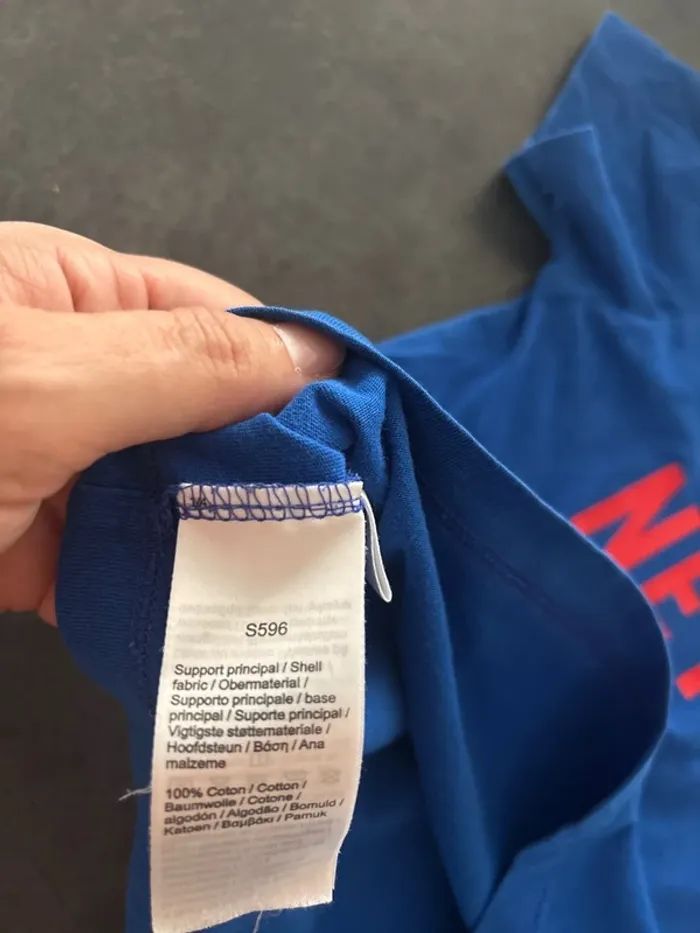 S596
Support principal / Shell
fabric / Obermaterial /
Supporto principale / base
principal / Suporte principal /
Vigtigste støttemateriale /
Hoofdsteun / Βάση / Ana
malzeme
100% Coton / Cotton /
Baumwolle / Cotone /
algodón / Algodão / Bomuld /
Katoen / Βαμβάκι / Pamuk
NE